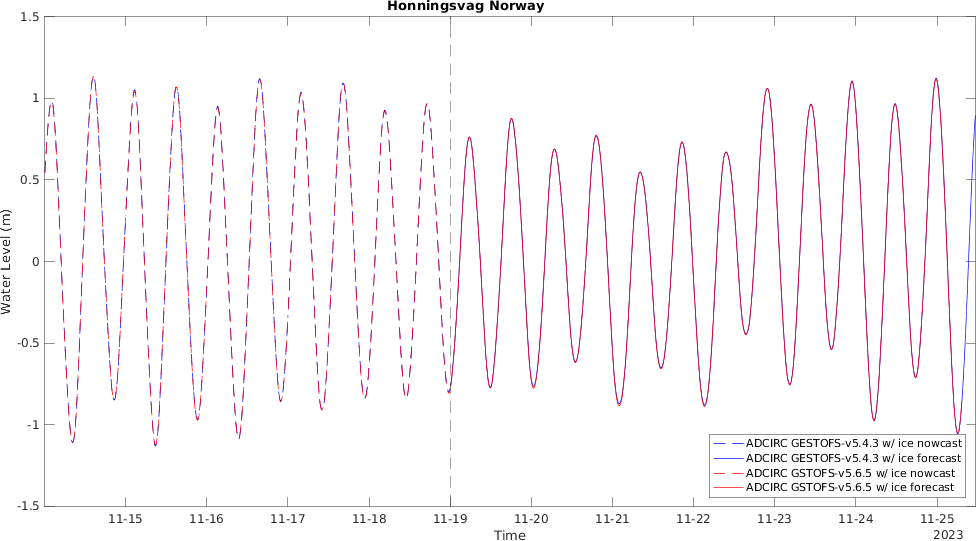 Honningsvag Norway
1.5
1
0.5
0
-0.5
-1
-1.5
Water Level (m)
11-15 11-16 11-17 11-18 11-19 11-20 11-21 11-22 11-23 11-24 11-25
Time
2023
ADCIRC GESTOFS-v5.4.3 w/ ice nowcast
ADCIRC GESTOFS-v5.4.3 w/ ice forecast
ADCIRC GSTOFS-v5.6.5 w/ ice nowcast
ADCIRC GSTOFS-v5.6.5 w/ ice forecast